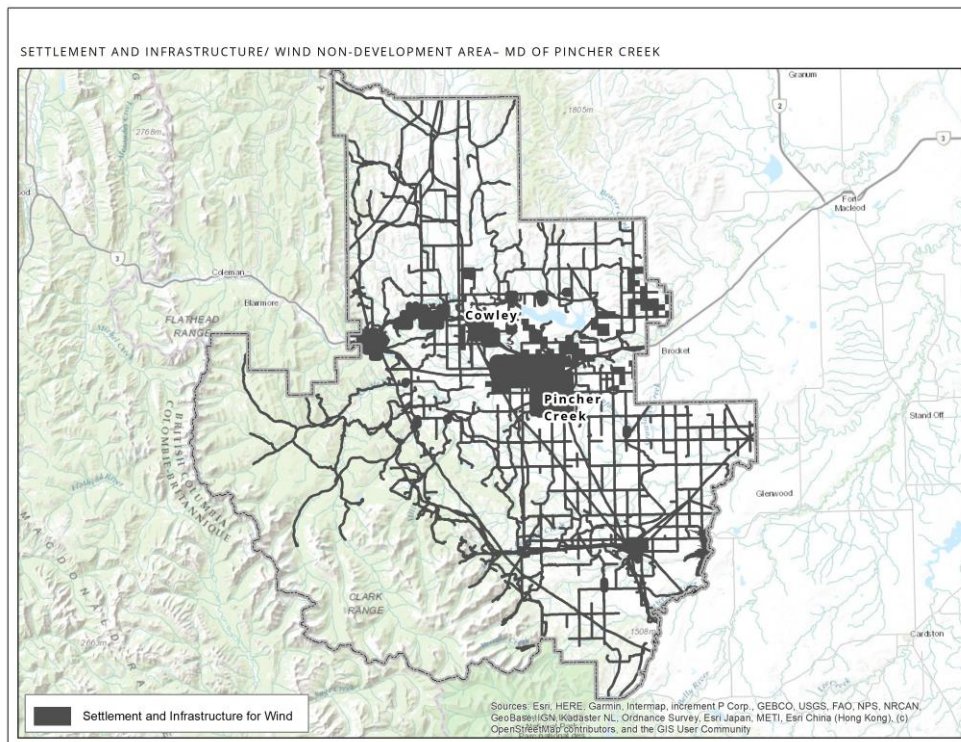 SETTLEMENT AND INFRASTRUCTURE/ WIND NON-DEVELOPMENT AREA– MD OF PINCHER CREEK
Granum
1805m
2
2768m
3
Fort
Macleod
3
Coleman
Blairmore
FLATHEAD
RANGE
Cowley
Brocket
Pincher
Creek
Stand Off
BRITISH COLUMBIA
COLOMBIE-BRITANNIQUE
Glenwood
CLARK
RANGE
1508m
Cardston
Settlement and Infrastructure for Wind
Sources: Esri, HERE, Garmin, Intermap, increment P Corp., GEBCO, USGS, FAO, NPS, NRCAN,
GeoBase, IGN, Kadaster NL, Ordnance Survey, Esri Japan, METI, Esri China (Hong Kong), (c)
OpenStreetMap contributors, and the GIS User Community